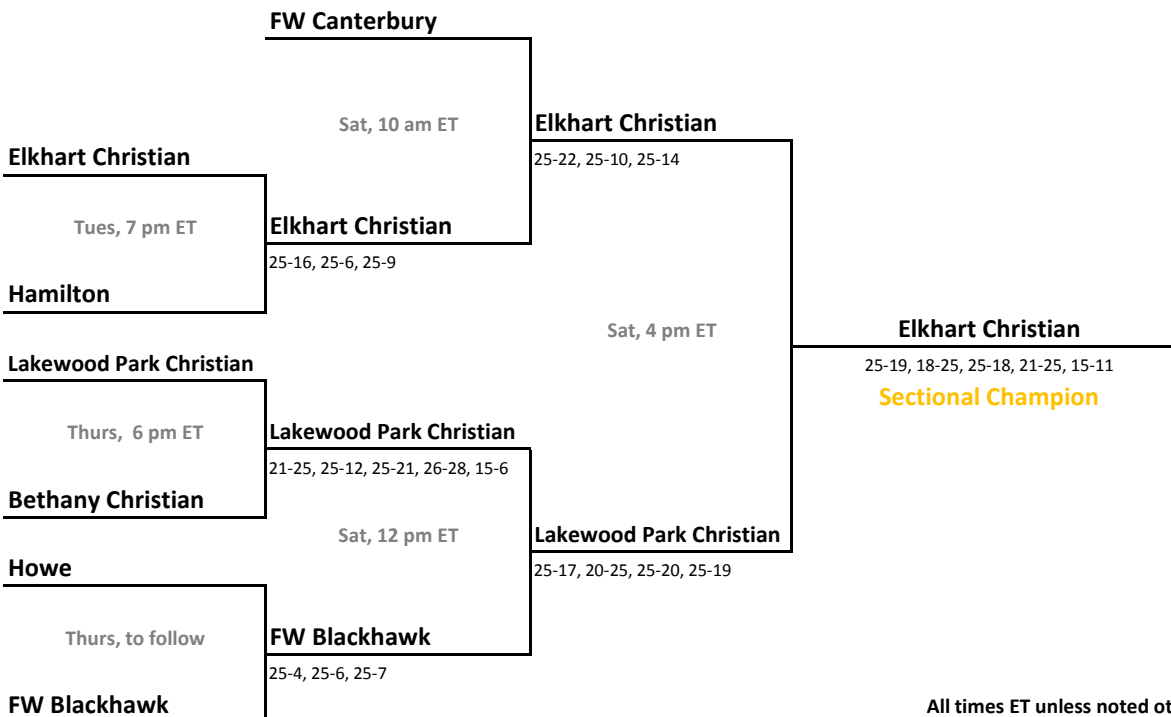 FW Canterbury
Sat, 10 am ET
Elkhart Christian
Elkhart Christian
25-22, 25-10, 25-14
Tues, 7 pm ET
Elkhart Christian
25-16, 25-6, 25-9
Hamilton
Sat, 4 pm ET
Elkhart Christian
Lakewood Park Christian
25-19, 18-25, 25-18, 21-25, 15-11
Sectional Champion
Thurs, 6 pm ET
Lakewood Park Christian
21-25, 25-12, 25-21, 26-28, 15-6
Bethany Christian
Sat, 12 pm ET
Lakewood Park Christian
Howe
25-17, 20-25, 25-20, 25-19
Thurs, to follow
FW Blackhawk
25-4, 25-6, 25-7
FW Blackhawk
All times ET unless noted ot